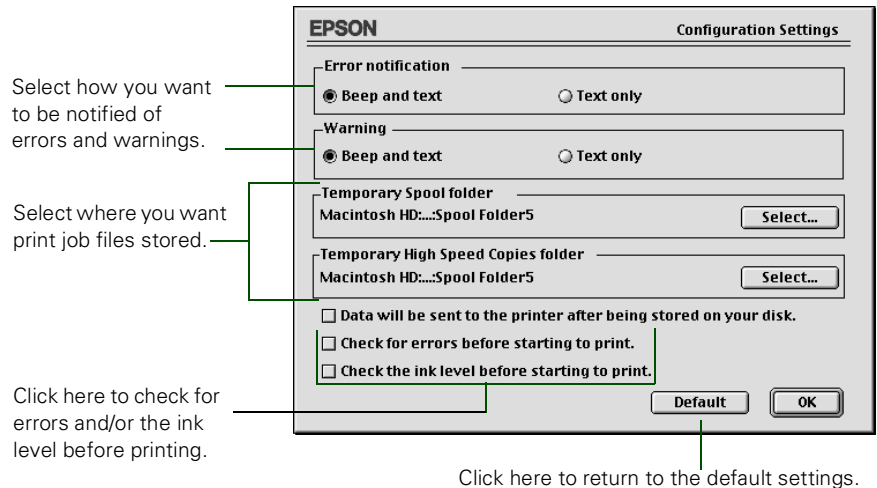 EPSON
Configuration Settings
Error notification
Beep and text
Text only
Warning
Beep and text
Text only
Temporary Spool folder
Macintosh HD:...:Spool Folder5
Select...
Temporary High Speed Copies folder
Macintosh HD:...:Spool Folder5
Select...
Data will be sent to the printer after being stored on your disk.
Check for errors before starting to print.
Check the ink level before starting to print.
Default
OK
Select how you want
to be notified of
errors and warnings.
Select where you want
print job files stored.
Click here to check for
errors and/or the ink
level before printing.
Click here to return to the default settings.